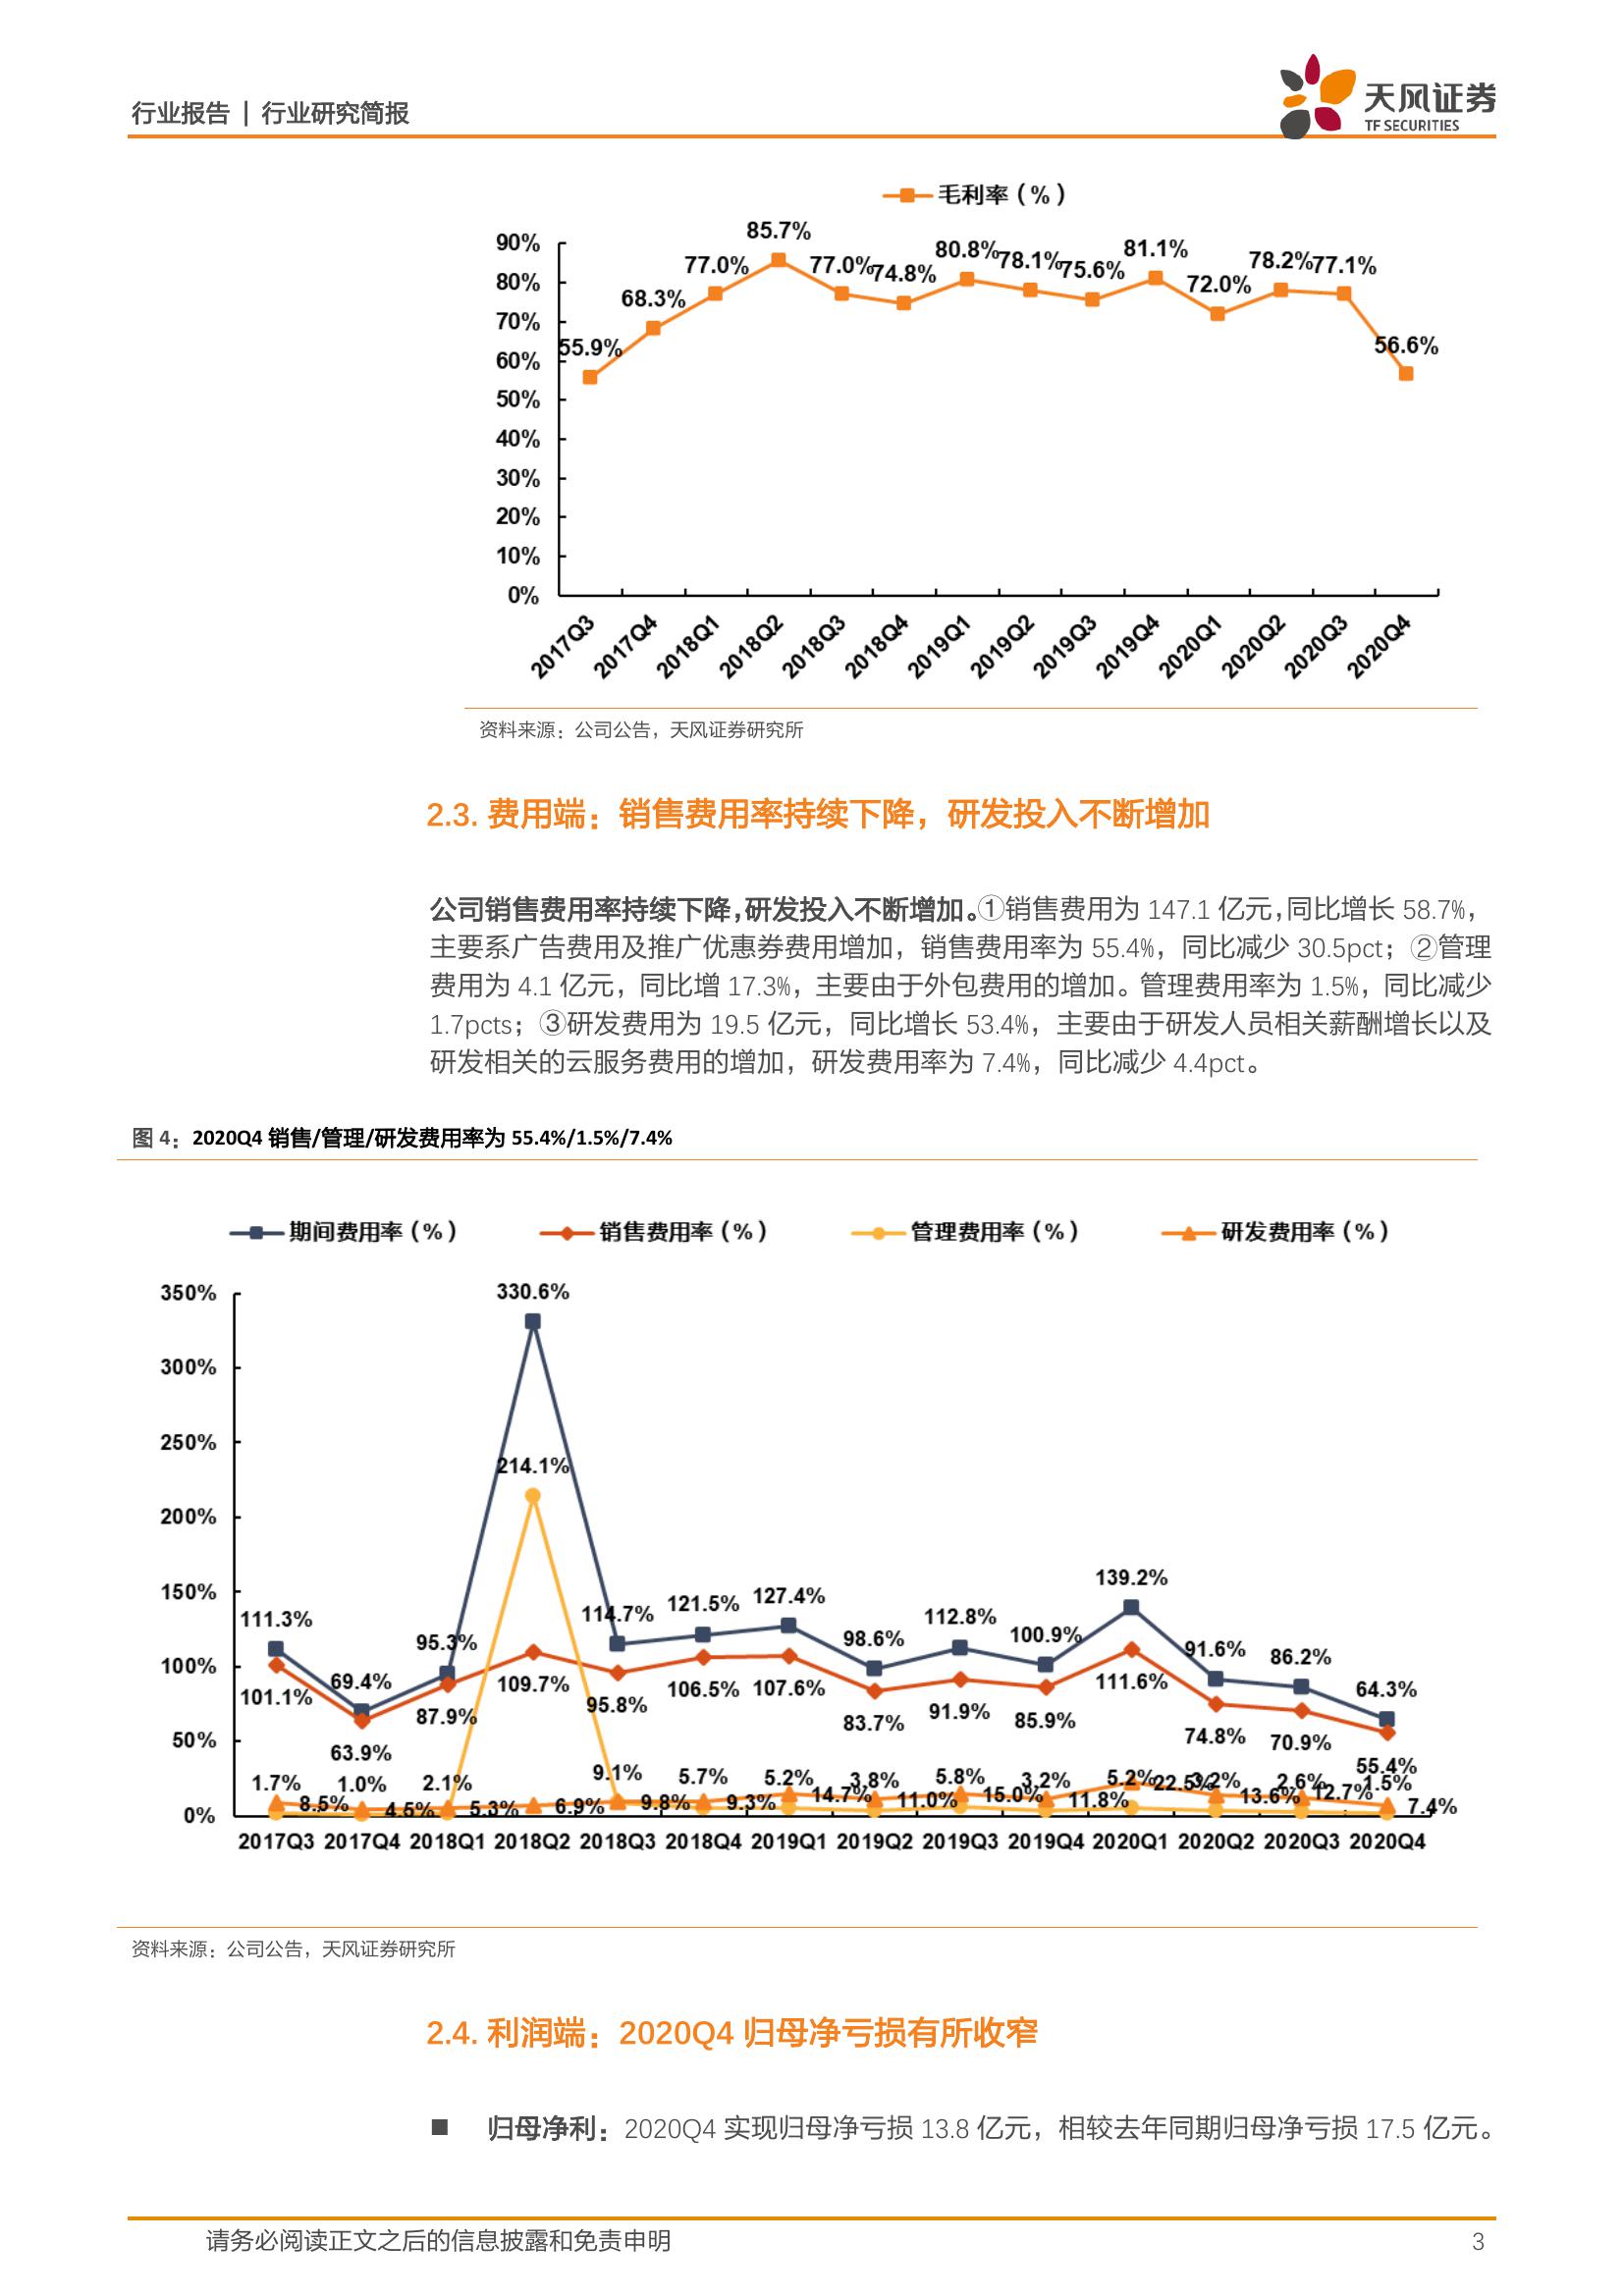 行业报告 | 行业研究简报
天风证券
TF SECURITIES
毛利率（%）
90%
80%
70%
60%
50%
40%
30%
20%
10%
0%
55.9%
68.3%
77.0%
85.7%
77.0%
74.8%
80.8%
78.1%
75.6%
81.1%
72.0%
78.2%
77.1%
56.6%
2017Q3 2017Q4 2018Q1 2018Q2 2018Q3 2018Q4 2019Q1 2019Q2 2019Q3 2019Q4 2020Q1 2020Q2 2020Q3 2020Q4
资料来源：公司公告，天风证券研究所
2.3. 费用端：销售费用率持续下降，研发投入不断增加
公司销售费用率持续下降，研发投入不断增加。①销售费用为 147.1 亿元，同比增长 58.7%，
主要系广告费用及推广优惠券费用增加，销售费用率为 55.4%，同比减少 30.5pct；②管理
费用为 4.1 亿元，同比增 17.3%，主要由于外包费用的增加。管理费用率为 1.5%，同比减少
1.7pcts；③研发费用为 19.5 亿元，同比增长 53.4%，主要由于研发人员相关薪酬增长以及
研发相关的云服务费用的增加，研发费用率为 7.4%，同比减少 4.4pct。
图 4：2020Q4 销售/管理/研发费用率为 55.4%/1.5%/7.4%
期间费用率（%） 销售费用率（%） 管理费用率（%） 研发费用率（%）
350%
300%
250%
200%
150%
100%
50%
0%
111.3% 69.4% 95.3% 330.6% 114.7% 121.5% 127.4% 98.6% 112.8% 100.9% 139.2% 91.6% 86.2% 64.3%
101.1% 63.9% 87.9% 109.7% 95.8% 106.5% 107.6% 83.7% 91.9% 85.9% 111.6% 74.8% 70.9% 55.4%
1.7% 1.0% 2.1% 214.1% 9.1% 5.7% 5.2% 3.8% 5.8% 3.2% 5.2% 3.2% 2.6% 1.5%
8.5% 4.5% 5.3% 6.9% 9.8% 9.3% 14.7% 11.0% 15.0% 11.8% 22.5% 13.6% 12.7% 7.4%
2017Q3 2017Q4 2018Q1 2018Q2 2018Q3 2018Q4 2019Q1 2019Q2 2019Q3 2019Q4 2020Q1 2020Q2 2020Q3 2020Q4
资料来源：公司公告，天风证券研究所
2.4. 利润端：2020Q4 归母净亏损有所收窄
■ 归母净利：2020Q4 实现归母净亏损 13.8 亿元，相较去年同期归母净亏损 17.5 亿元。
请务必阅读正文之后的信息披露和免责申明 3